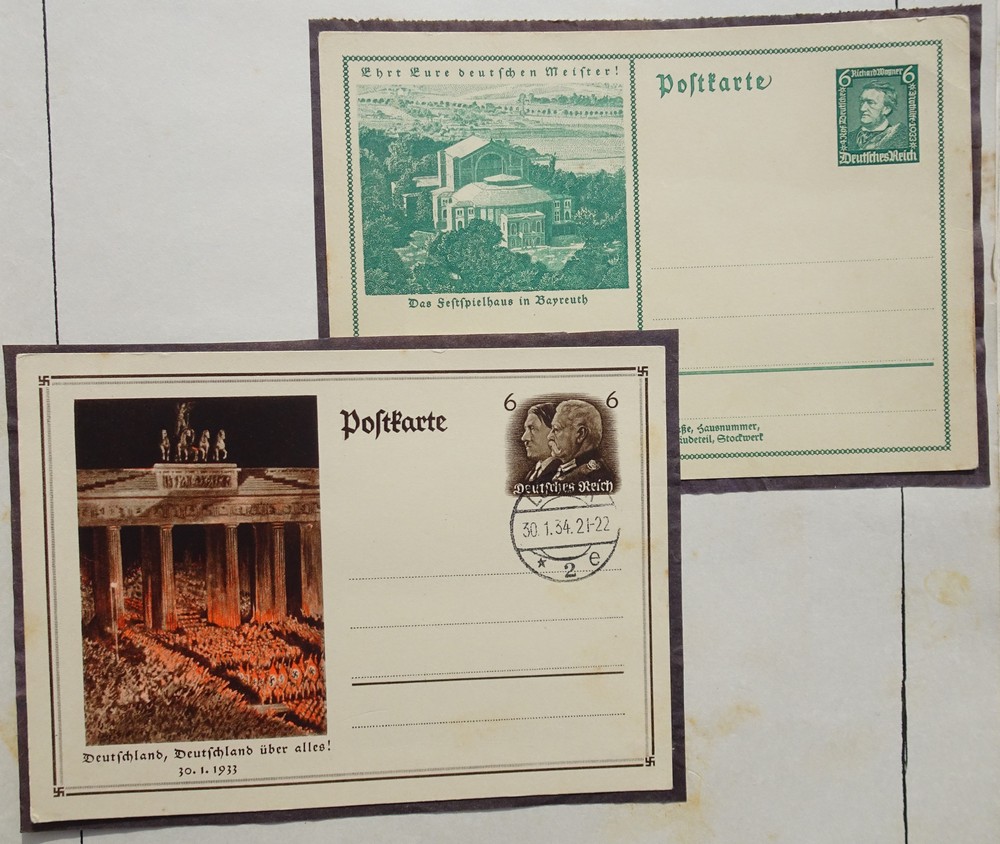 Ehrt Eure deutschen Meister!
Postkarte
6 Richard Wagner 6
Deutsches Reich
Das Festspielhaus in Bayreuth
Hausnummer,
Stockwerk
Postkarte
6 6
Deutsches Reich
30.1.34.21-22
* 2 e
Deutschland, Deutschland über alles!
30. 1. 1933